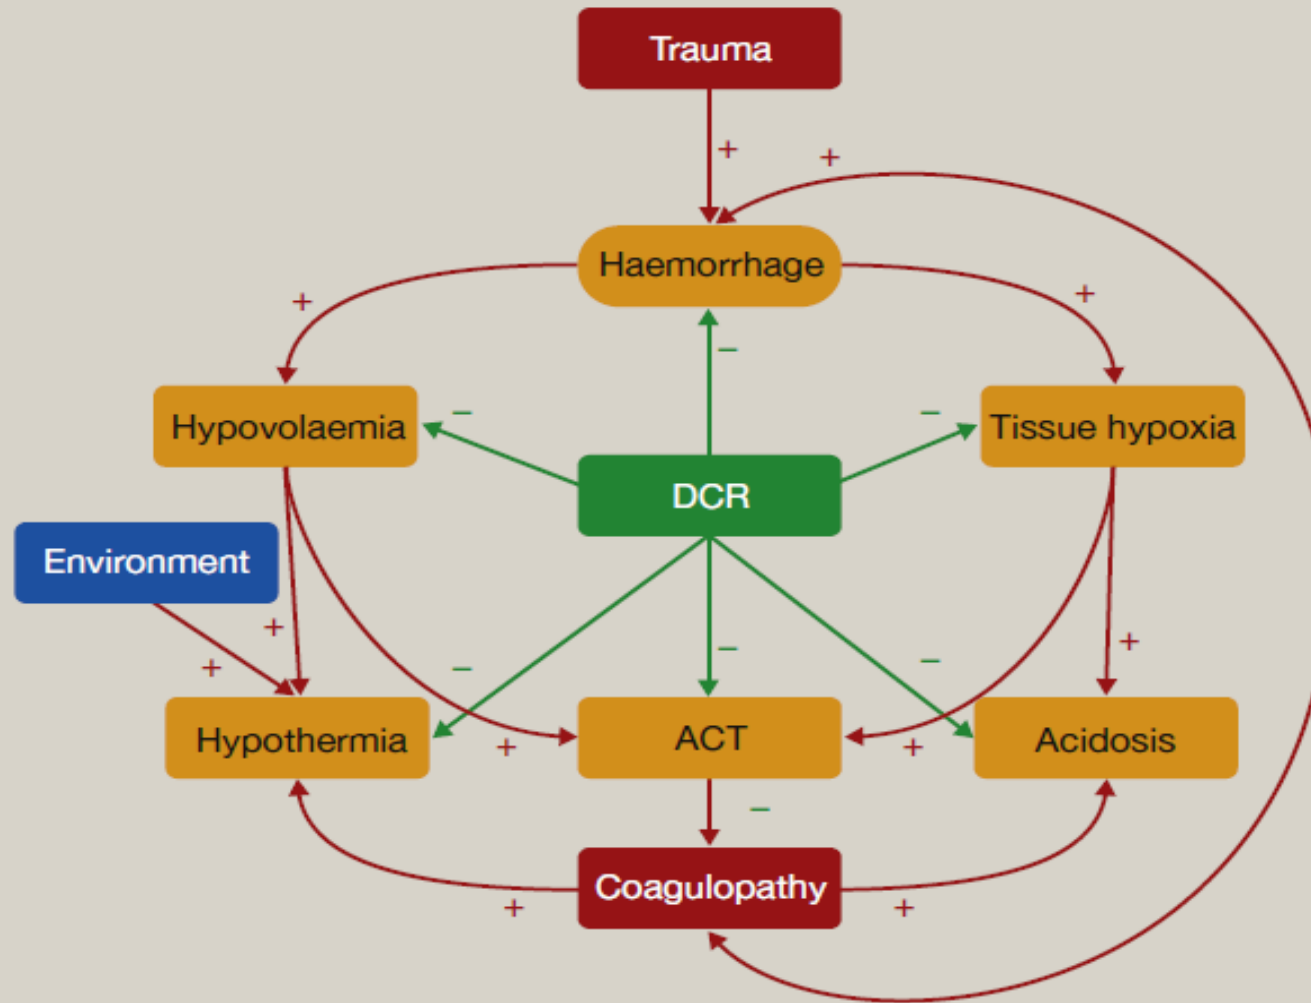 Trauma
+
+
Haemorrhage
+
+
–
Hypovolaemia
–
–
Tissue hypoxia
DCR
Environment
+
+
–
–
–
+
Hypothermia
+
ACT
+
Acidosis
–
Coagulopathy
+
+